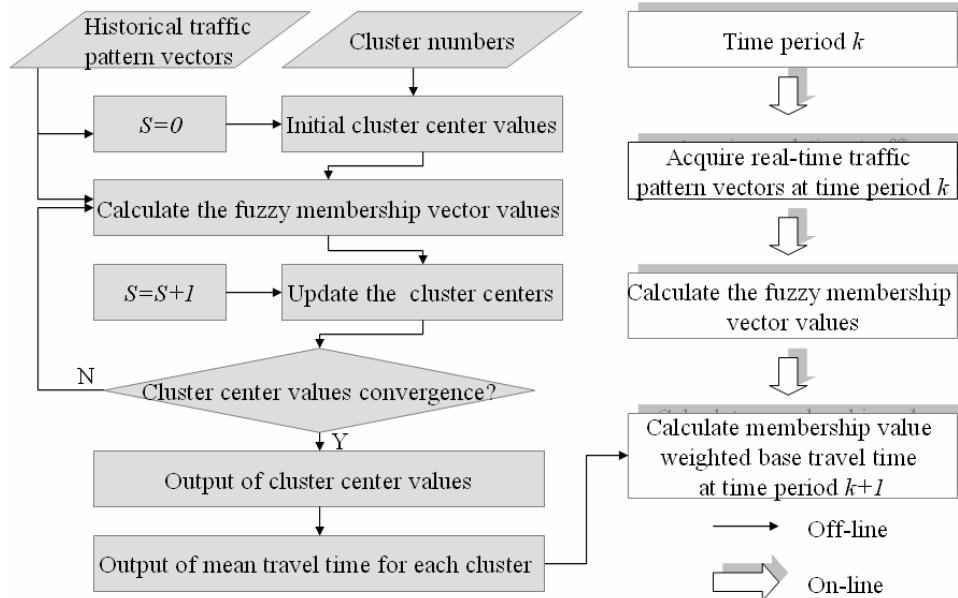 Historical traffic
pattern vectors
Cluster numbers
S=0
Initial cluster center values
Calculate the fuzzy membership vector values
S=S+1
Update the cluster centers
N
Cluster center values convergence?
Y
Output of cluster center values
Output of mean travel time for each cluster
Time period k
Acquire real-time traffic
pattern vectors at time period k
Calculate the fuzzy membership
vector values
Calculate membership value
weighted base travel time
at time period k+1
Off-line
On-line